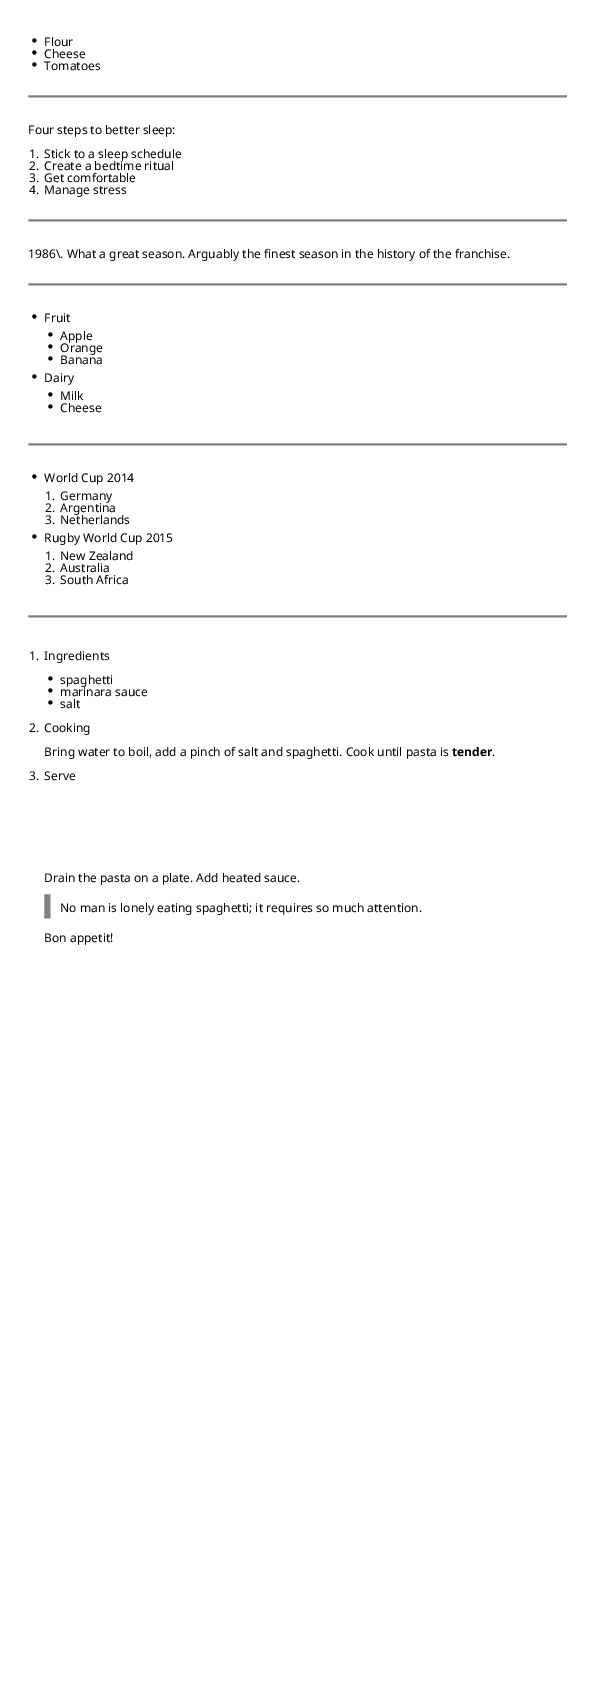 • Flour
• Cheese
• Tomatoes
Four steps to better sleep:
1. Stick to a sleep schedule
2. Create a bedtime ritual
3. Get comfortable
4. Manage stress
1986\. What a great season. Arguably the finest season in the history of the franchise.
• Fruit
• Apple
• Orange
• Banana
• Dairy
• Milk
• Cheese
• World Cup 2014
1. Germany
2. Argentina
3. Netherlands
• Rugby World Cup 2015
1. New Zealand
2. Australia
3. South Africa
1. Ingredients
• spaghetti
• marinara sauce
• salt
2. Cooking
Bring water to boil, add a pinch of salt and spaghetti. Cook until pasta is tender.
3. Serve
Drain the pasta on a plate. Add heated sauce.
No man is lonely eating spaghetti; it requires so much attention.
Bon appetit!